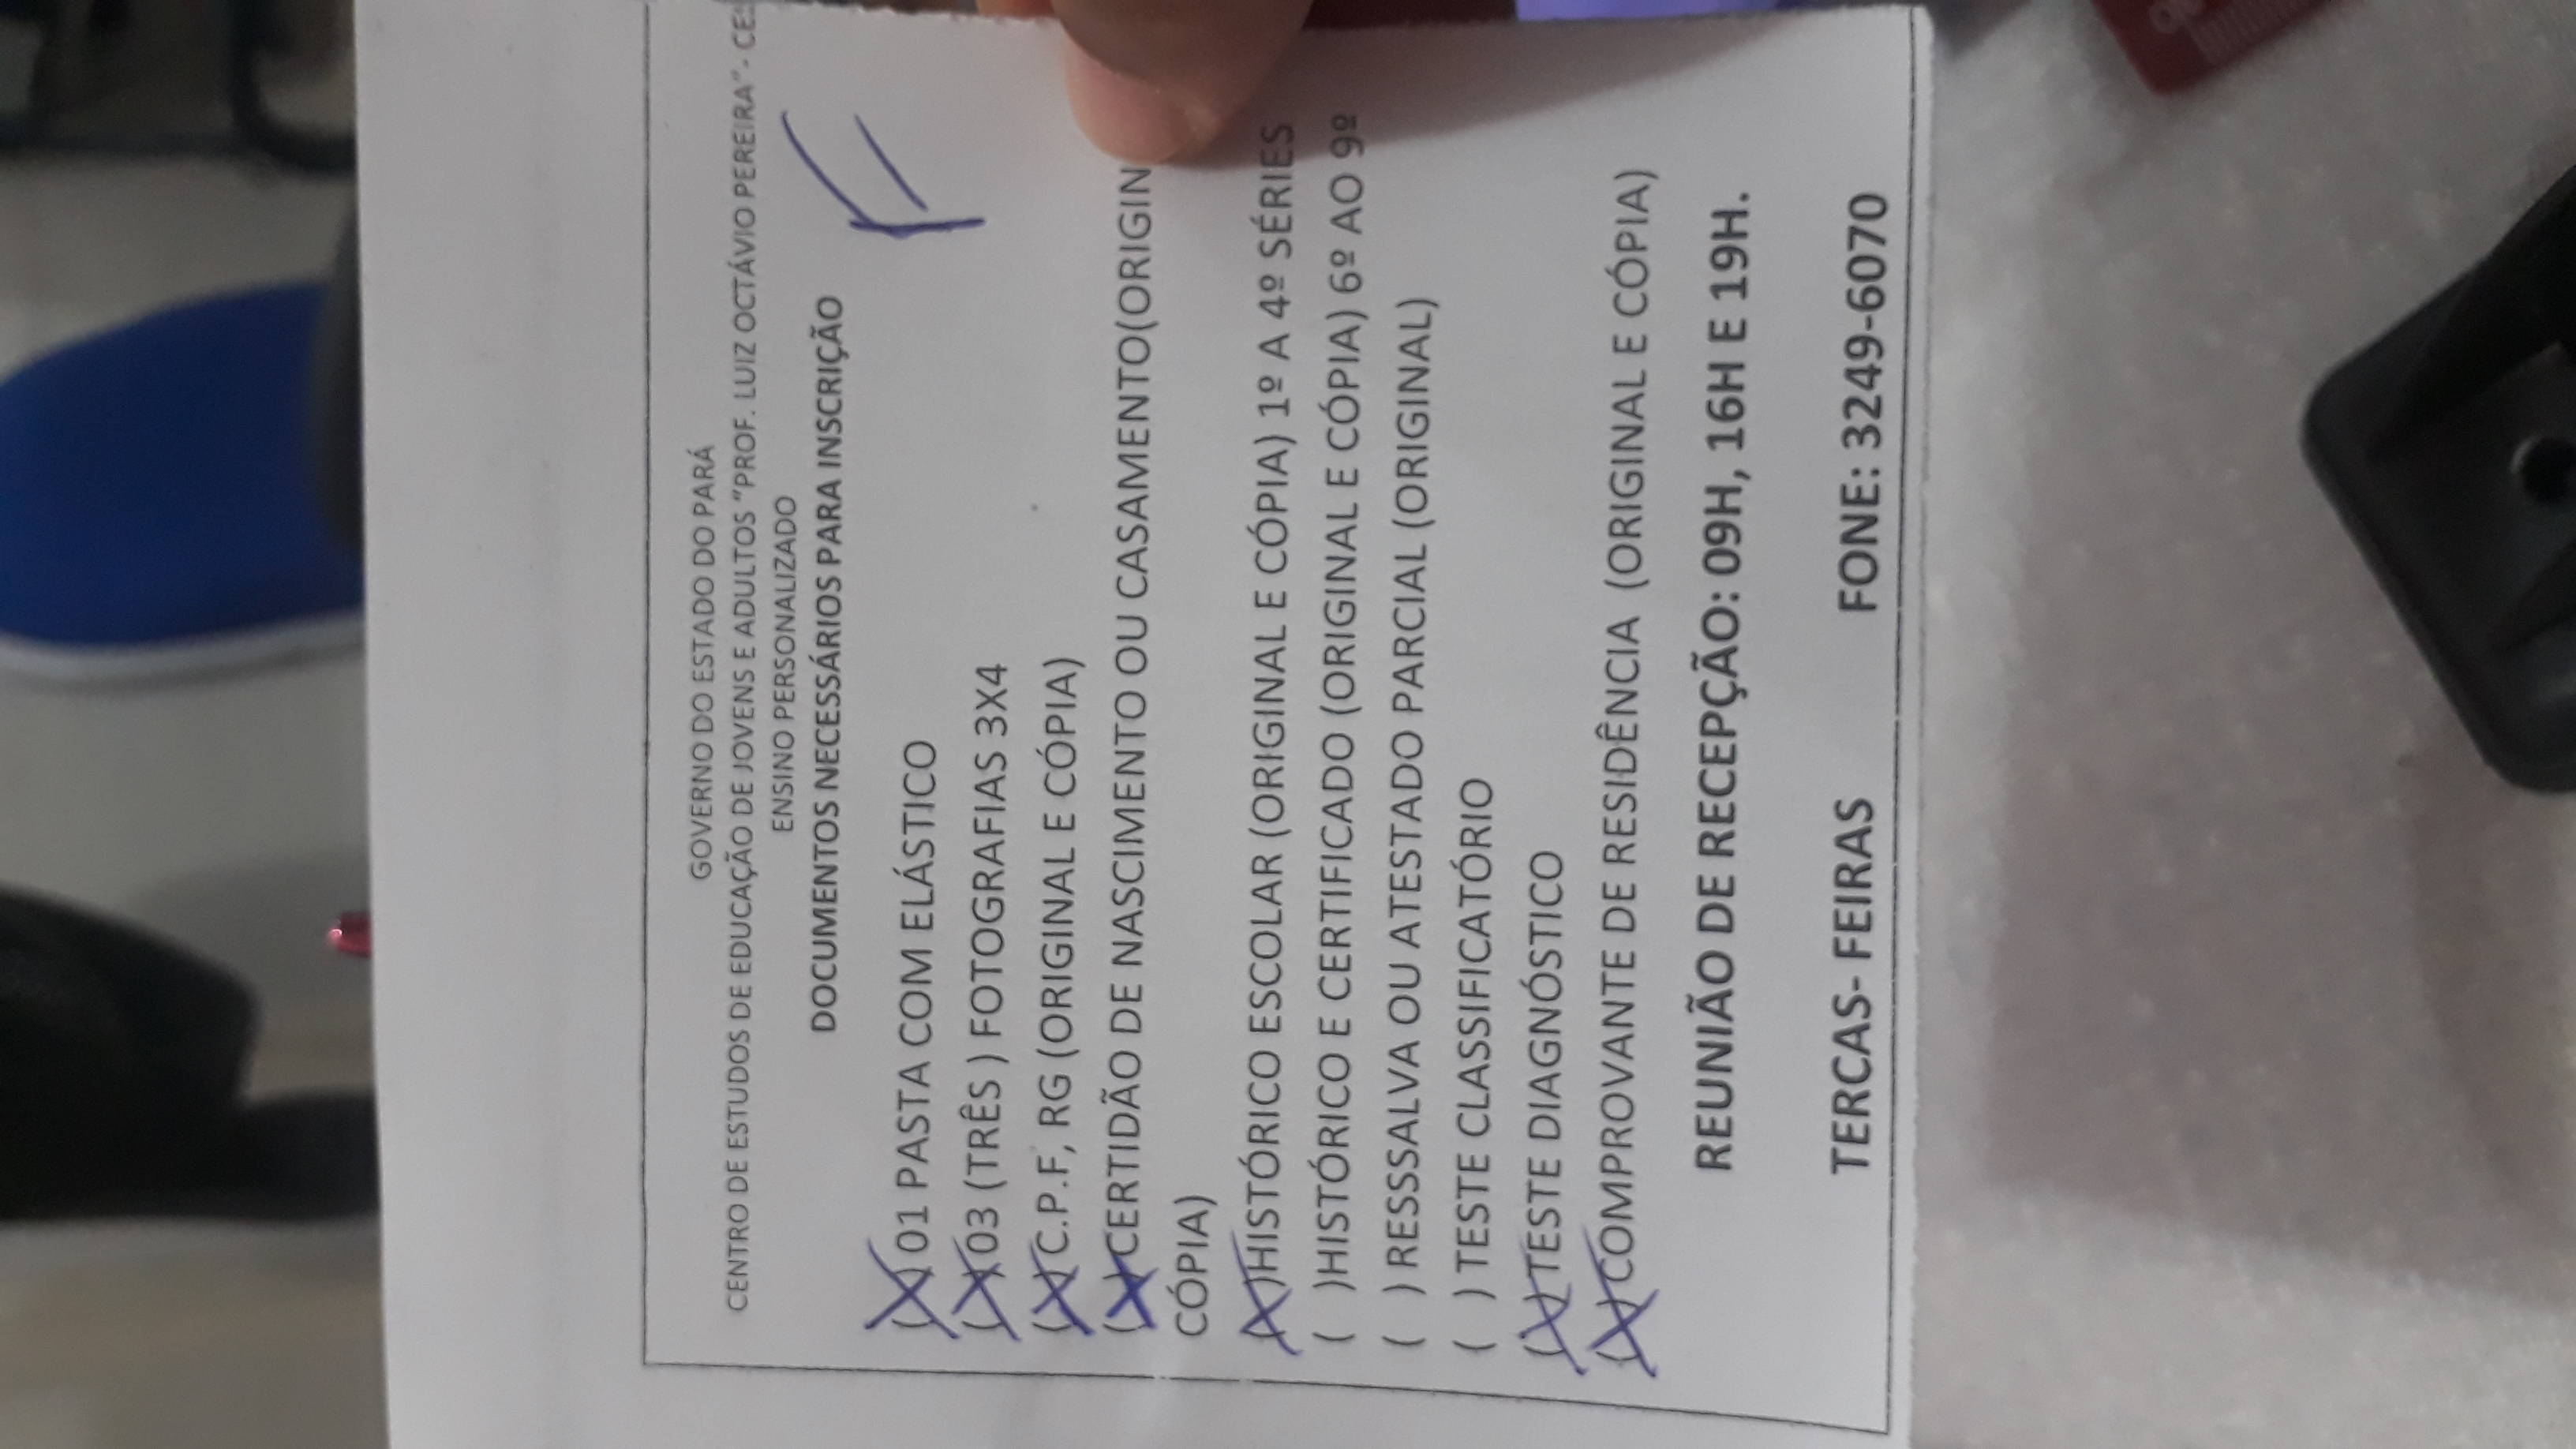 GOVERNO DO ESTADO DO PARÁ
CENTRO DE ESTUDOS DE EDUCAÇÃO DE JOVENS E ADULTOS "PROF. LUIZ OCTÁVIO PEREIRA"- CES
ENSINO PERSONALIZADO
DOCUMENTOS NECESSÁRIOS PARA INSCRIÇÃO
F
(X) 01 PASTA COM ELÁSTICO
(X) 03 (TRÊS ) FOTOGRAFIAS 3X4
(X) C.P.F, RG (ORIGINAL E CÓPIA)
(X) CERTIDÃO DE NASCIMENTO OU CASAMENTO(ORIGIN
CÓPIA)
(X)HISTÓRICO ESCOLAR (ORIGINAL E CÓPIA) 1º A 4º SÉRIES
( )HISTÓRICO E CERTIFICADO (ORIGINAL E CÓPIA) 6º AO 9º
( ) RESSSALVA OU ATESTADO PARCIAL (ORIGINAL)
( ) TESTE CLASSIFICATÓRIO
(X) TESTE DIAGNÓSTICO
(X) COMPROVANTE DE RESIDÊNCIA (ORIGINAL E CÓPIA)
REUNIÃO DE RECEPÇÃO: 09H, 16H E 19H.
TERCAS- FEIRAS FONE: 3249-6070